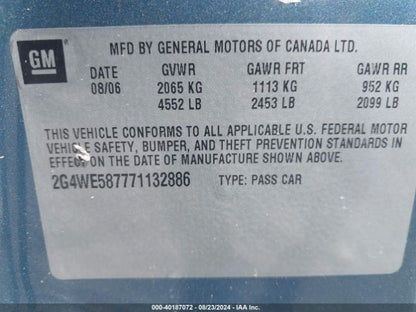 GM
MFD BY GENERAL MOTORS OF CANADA LTD.
DATE GVWR GAWR FRT GAWR RR
08/06 2065 KG 1113 KG 952 KG
4552 LB 2453 LB 2099 LB
THIS VEHICLE CONFORMS TO ALL APPLICABLE U.S. FEDERAL MOTOR
VEHICLE SAFETY, BUMPER, AND THEFT PREVENTION STANDARDS IN
EFFECT ON THE DATE OF MANUFACTURE SHOWN ABOVE.
2G4WE587771132886 TYPE: PASS CAR
© 40187072 - 08/23/2024 - IAA Inc.